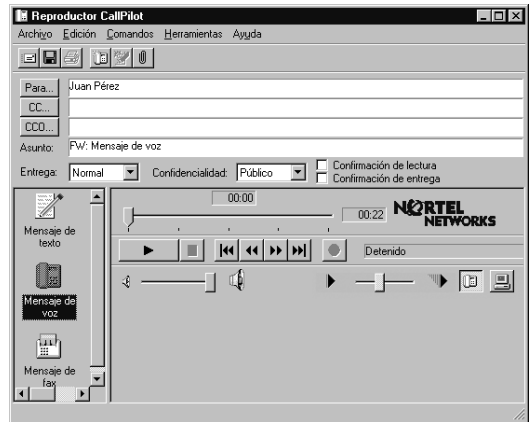 Reproductor CallPilot
Archivo Edición Comandos Herramientas Ayuda
Para... Juan Pérez
CC...
CCO...
Asunto: FW: Mensaje de voz
Entrega: Normal Confidencialidad: Público Confirmación de lectura
Confirmación de entrega
00:00
00:22 NORTEL
NETWORKS
Mensaje de
texto
Detenido
Mensaje de
voz
Mensaje de
fax